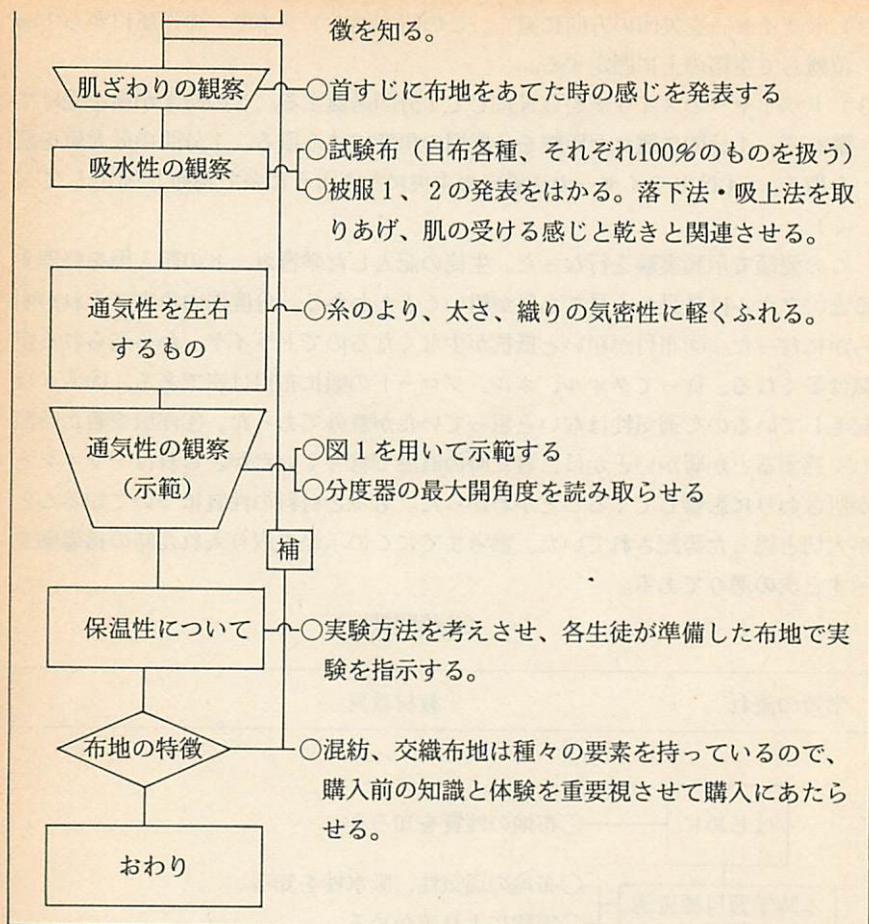 徴を知る。
肌ざわりの観察
○首すじに布地をあてた時の感じを発表する
吸水性の観察
○試験布（自布各種、それぞれ100％のものを扱う）
○被服1、2の発表をはかる。落下法・吸上法を取
りあげ、肌の受ける感じと乾きと関連させる。
通気性を左右
するもの
○糸のより、太さ、織りの気密性に軽くふれる。
通気性の観察
（示範）
○図1を用いて示範する
○分度器の最大開角度を読み取らせる
補
保温性について
○実験方法を考えさせ、各生徒が準備した布地で実
験を指示する。
布地の特徴
○混紡、交織布地は種々の要素を持っているので、
購入前の知識と体験を重要視させて購入にあたら
せる。
おわり